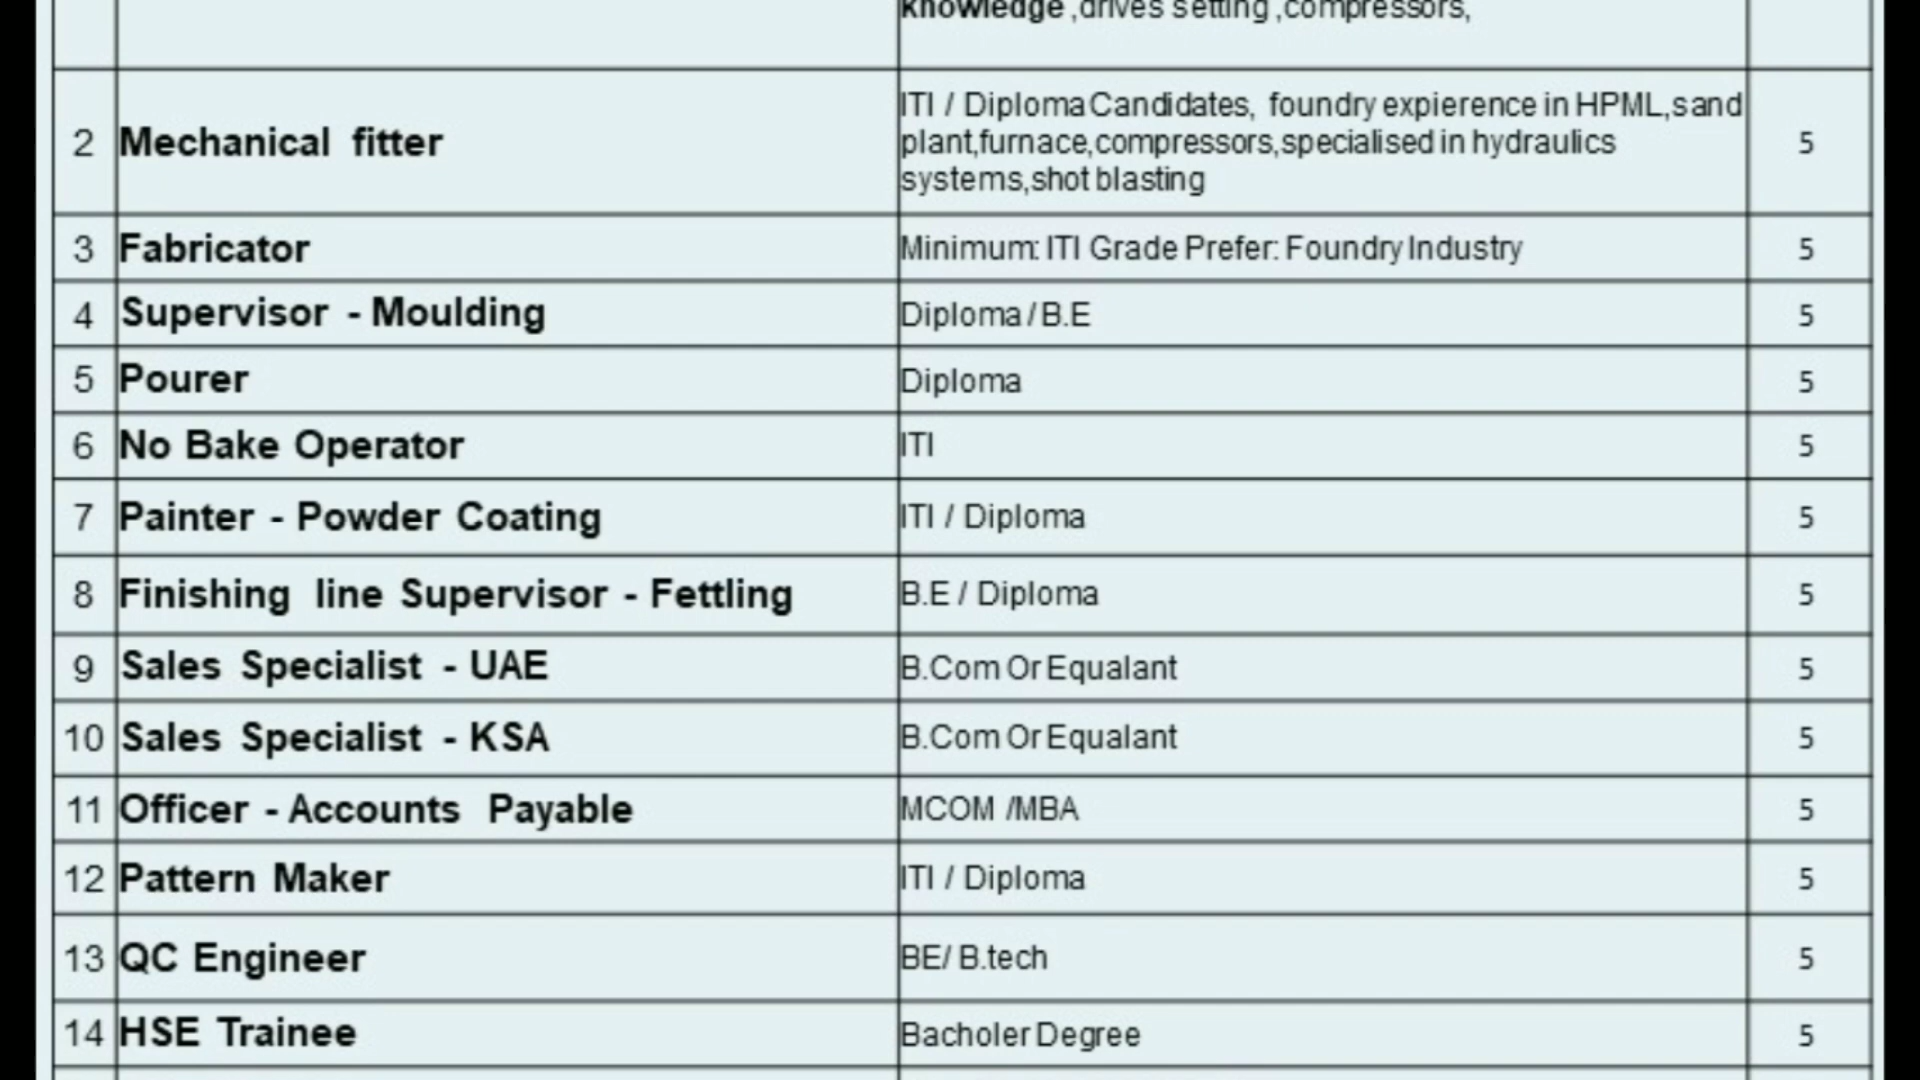 knowledge ,drives setting ,compressors,
2 Mechanical fitter ITI / Diploma Candidates, foundry expierence in HPML,sand
plant,furnace,compressors,specialised in hydraulics
systems,shot blasting 5
3 Fabricator Minimum: ITI Grade Prefer: Foundry Industry 5
4 Supervisor - Moulding Diploma / B.E 5
5 Pourer Diploma 5
6 No Bake Operator ITI 5
7 Painter - Powder Coating ITI / Diploma 5
8 Finishing line Supervisor - Fettling B.E / Diploma 5
9 Sales Specialist - UAE B.Com Or Equalant 5
10 Sales Specialist - KSA B.Com Or Equalant 5
11 Officer - Accounts Payable MCOM /MBA 5
12 Pattern Maker ITI / Diploma 5
13 QC Engineer BE/ B.tech 5
14 HSE Trainee Bacholer Degree 5